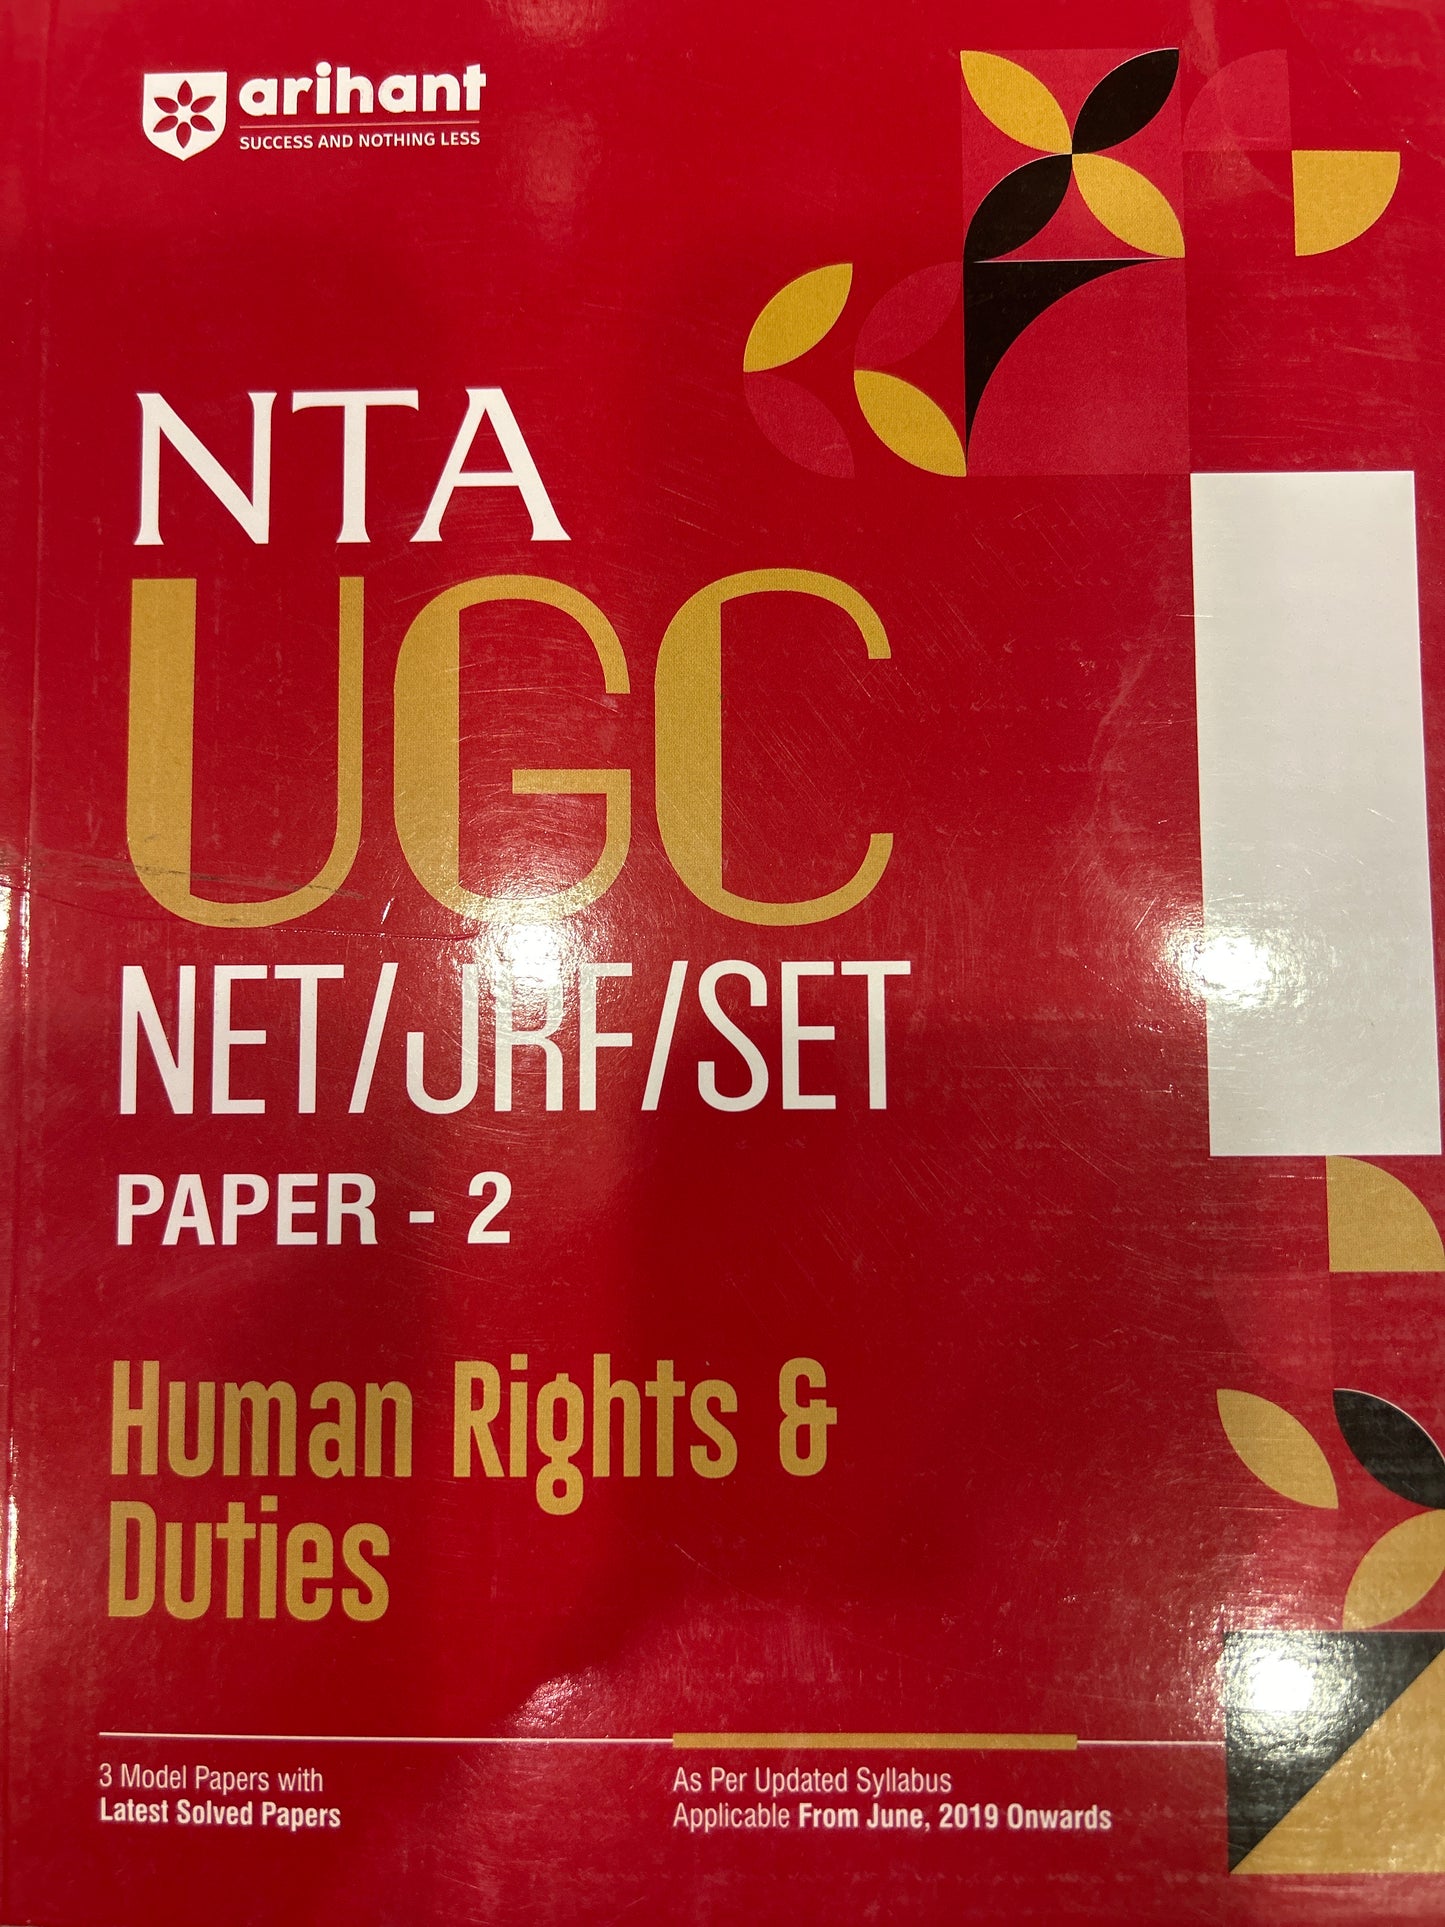 arihant
SUCCESS AND NOTHING LESS
NTA
UGC
NET/JRF/SET
PAPER - 2
Human Rights &
Duties
3 Model Papers with
Latest Solved Papers
As Per Updated Syllabus
Applicable From June, 2019 Onwards